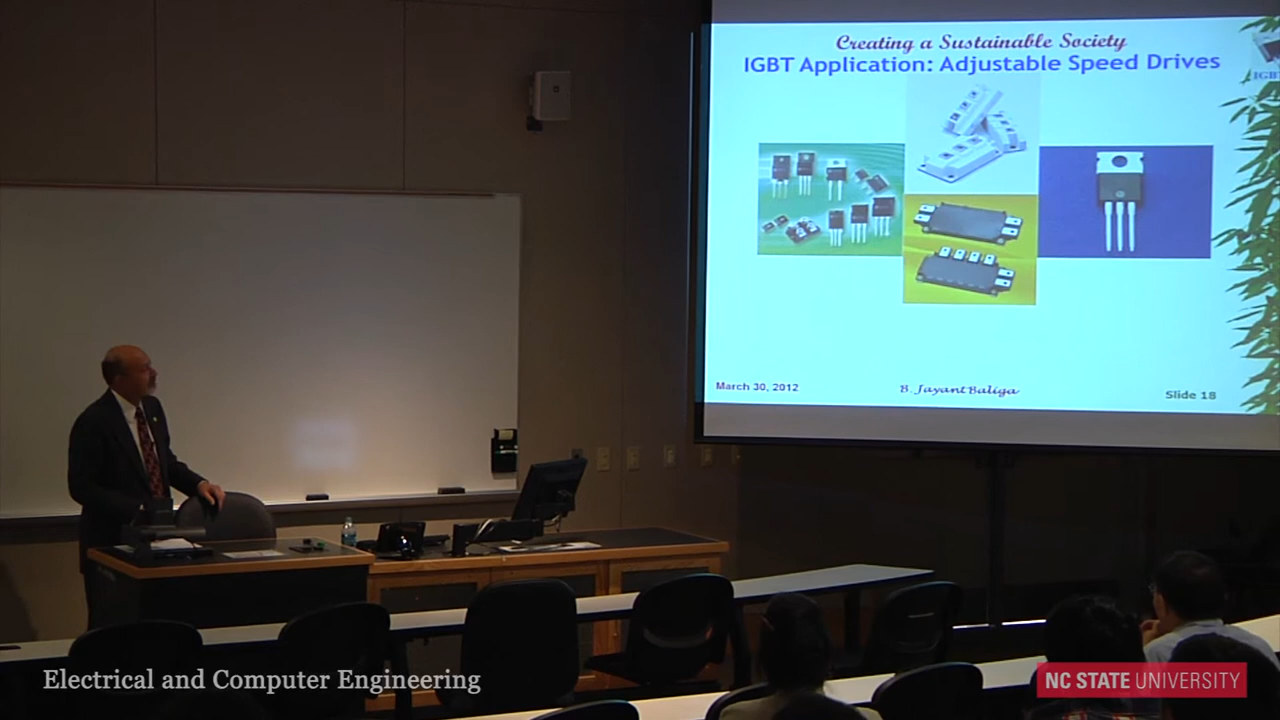 Creating a Sustainable Society
IGBT Application: Adjustable Speed Drives
IGB
March 30, 2012
B. Jayant Baliga
Slide 18
Electrical and Computer Engineering
NC STATE UNIVERSITY